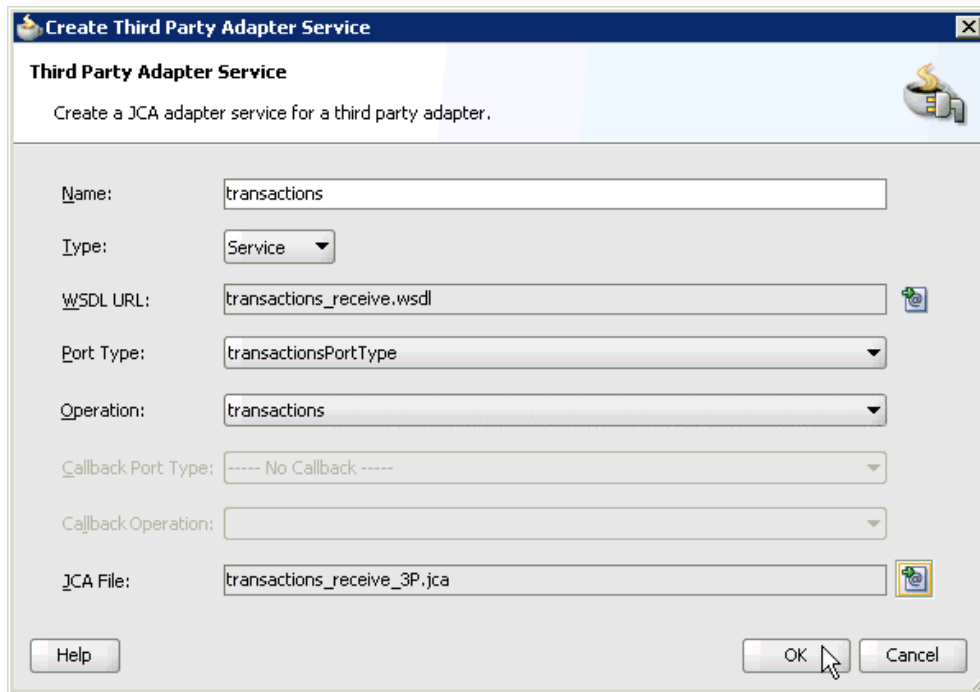 Create Third Party Adapter Service
Third Party Adapter Service
Create a JCA adapter service for a third party adapter.
Name: transactions
Type: Service
WSDL URL: transactions_receive.wsdl
Port Type: transactionsPortType
Operation: transactions
Callback Port Type: ----- No Callback -----
Callback Operation:
JCA File: transactions_receive_3P.jca
Help OK Cancel